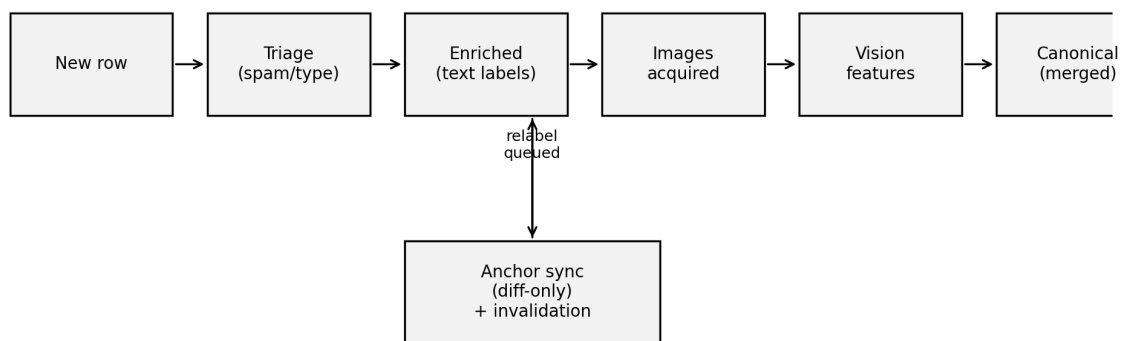 New row
Triage
(spam/type)
Enriched
(text labels)
Images
acquired
Vision
features
Canonical
(merged)
relabel
queued
Anchor sync
(diff-only)
+ invalidation